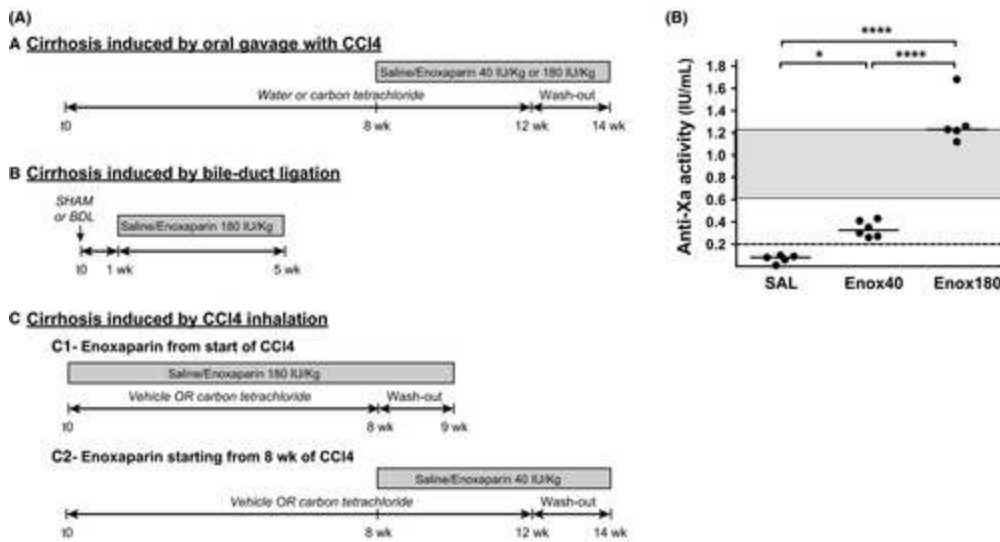 (A)
A Cirrhosis induced by oral gavage with CCl4
Saline/Enoxaparin 40 IU/Kg or 180 IU/Kg
Water or carbon tetrachloride
Wash-out
t0
8 wk
12 wk
14 wk
B Cirrhosis induced by bile-duct ligation
SHAM
or BDL
Saline/Enoxaparin 180 IU/Kg
t0
1 wk
5 wk
C Cirrhosis induced by CCl4 inhalation
C1- Enoxaparin from start of CCl4
Saline/Enoxaparin 180 IU/Kg
Vehicle OR carbon tetrachloride
Wash-out
t0
8 wk
9 wk
C2- Enoxaparin starting from 8 wk of CCl4
Saline/Enoxaparin 40 IU/Kg
Vehicle OR carbon tetrachloride
Wash-out
t0
8 wk
12 wk
14 wk
(B)
****
* ****
Anti-Xa activity (IU/mL)
1.8
1.6
1.4
1.2
1.0
0.8
0.6
0.4
0.2
SAL Enox40 Enox180